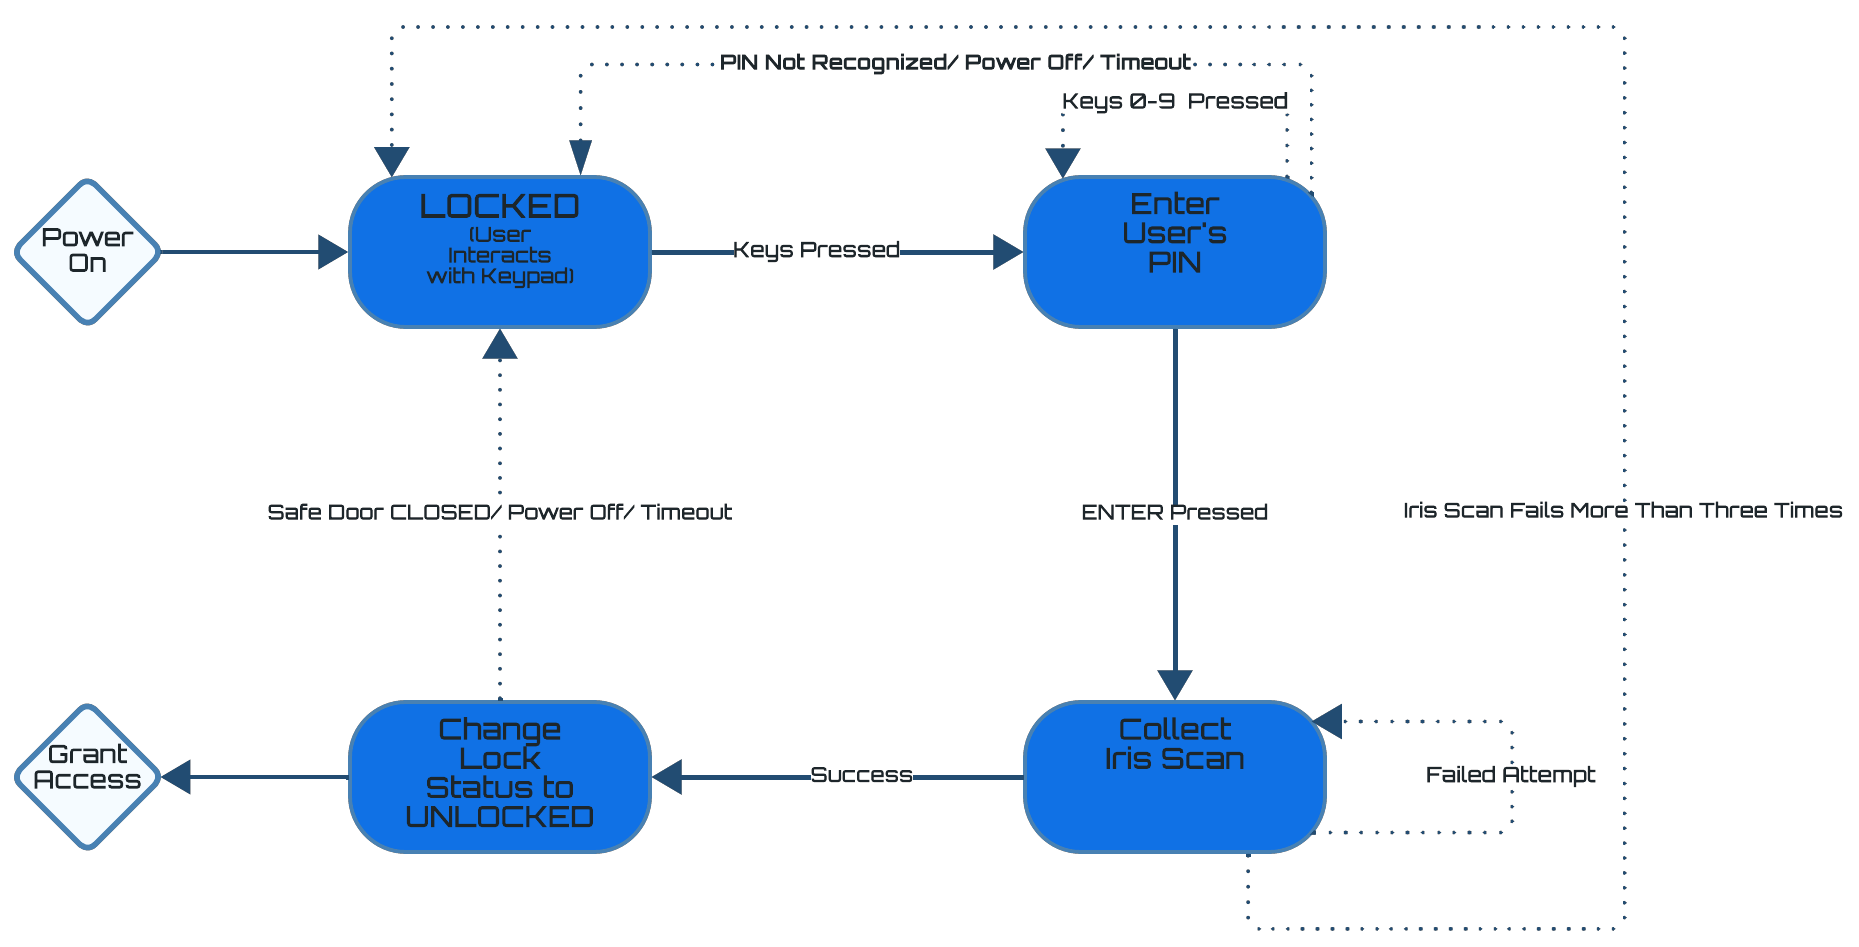 PIN Not Recognized/ Power Off/ Timeout
Keys 0-9  Pressed
Power
On
LOCKED
(User
Interacts
with Keypad)
Keys Pressed
Enter
User's
PIN
Safe Door CLOSED/ Power Off/ Timeout
ENTER Pressed
Iris Scan Fails More Than Three Times
Grant
Access
Change
Lock
Status to
UNLOCKED
Success
Collect
Iris Scan
Failed Attempt